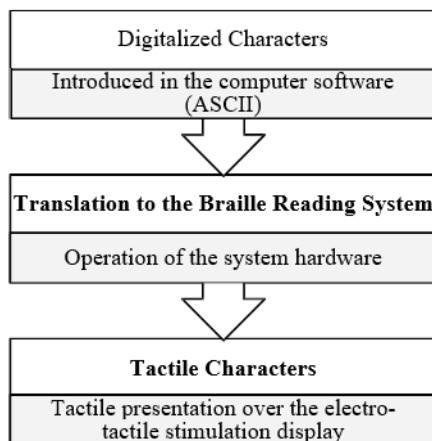 Digitalized Characters
Introduced in the computer software
(ASCII)
Translation to the Braille Reading System
Operation of the system hardware
Tactile Characters
Tactile presentation over the electro-
tactile stimulation display